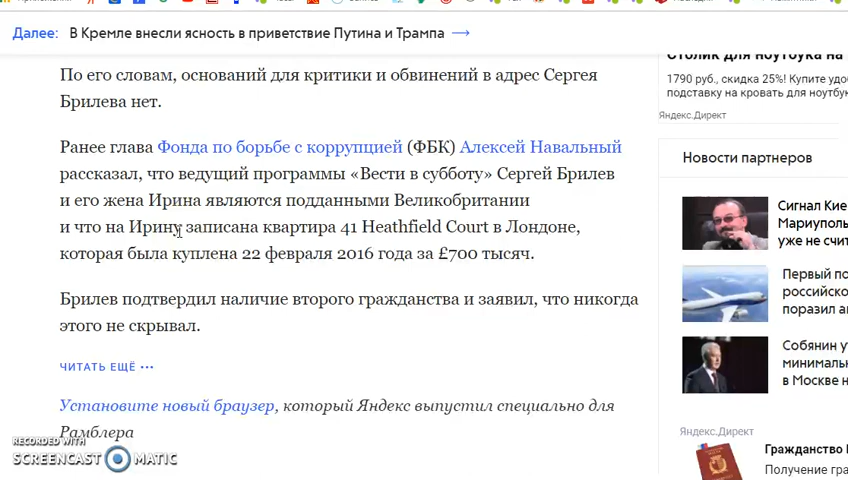 Далее: В Кремле внесли ясность в приветствие Путина и Трампа →
По его словам, оснований для критики и обвинений в адрес Сергея
Брилева нет.
Ранее глава Фонда по борьбе с коррупцией (ФБК) Алексей Навальный
рассказал, что ведущий программы «Вести в субботу» Сергей Брилев
и его жена Ирина являются подданными Великобритании
и что на Ирину записана квартира 41 Heathfield Court в Лондоне,
которая была куплена 22 февраля 2016 года за £700 тысяч.
Брилев подтвердил наличие второго гражданства и заявил, что никогда
этого не скрывал.
ЧИТАТЬ ЕЩЁ •••
Установите новый браузер, который Яндекс выпустил специально для
Рамблера
RECORDED WITH
SCREENCAST MATIC
Столик для ноутбука на
1790 руб., скидка 25%! Купите удо
подставку на кровать для ноутбук
Яндекс.Директ
Новости партнеров
Сигнал Кие
Мариуполь
уже не счит
Первый по
российско
поразил а
Собянин у
минималь
в Москве н
Яндекс.Директ
Гражданство
Получение гра